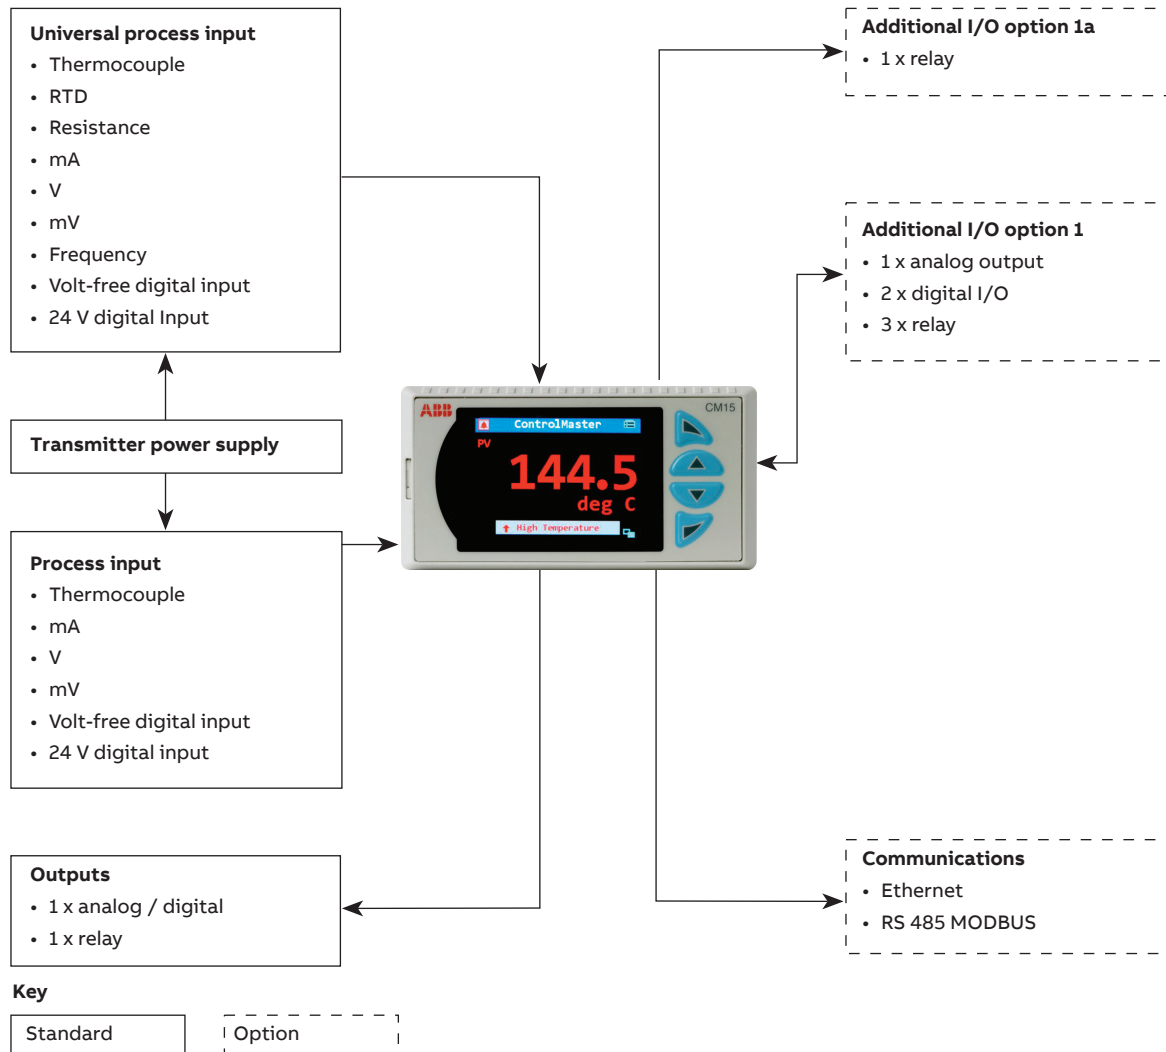 Universal process input
• Thermocouple
• RTD
• Resistance
• mA
• V
• mV
• Frequency
• Volt-free digital input
• 24 V digital Input
Transmitter power supply
Process input
• Thermocouple
• mA
• V
• mV
• Volt-free digital input
• 24 V digital input
Outputs
• 1 x analog / digital
• 1 x relay
ABB
CM15
ControlMaster
PV
144.5
deg C
High Temperature
Additional I/O option 1a
• 1 x relay
Additional I/O option 1
• 1 x analog output
• 2 x digital I/O
• 3 x relay
Communications
• Ethernet
• RS 485 MODBUS
Key
Standard
Option